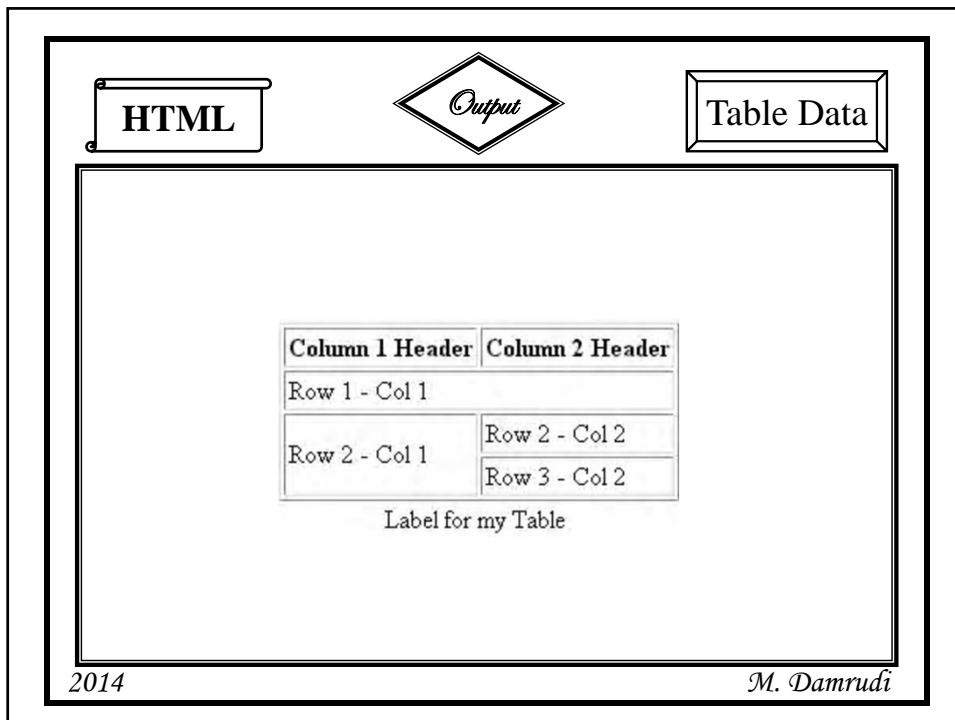 HTML
Output
Table Data
Column 1 Header Column 2 Header
Row 1 - Col 1
Row 2 - Col 1
Row 2 - Col 2
Row 3 - Col 2
Label for my Table
2014 M. Damrudi